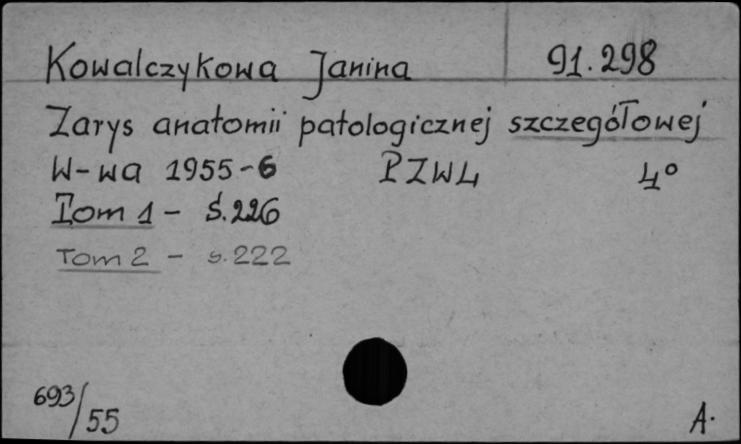 Kowalczykowa Janina 91.298
Zarys anatomii patologicznej szczegółowej
W-wa 1955-6 PZWL 4°
Tom 1 - s.226
Tom 2 - s.222
693/55 A.